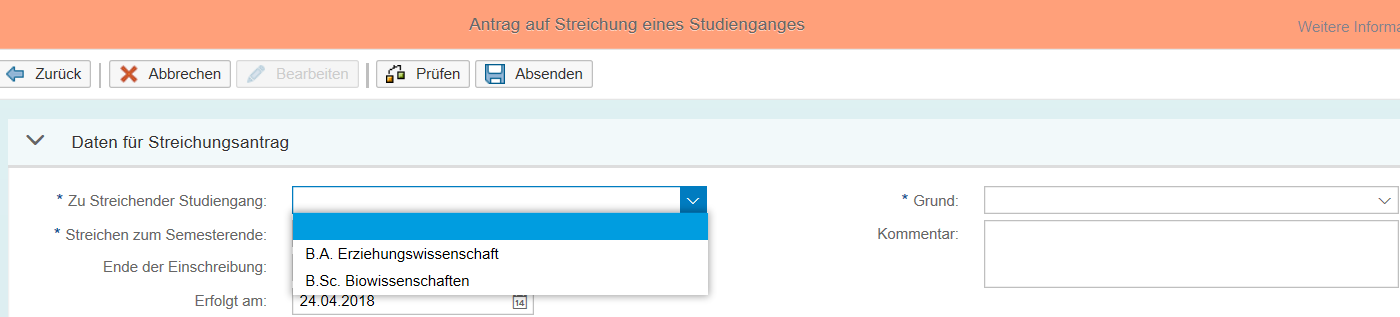 Antrag auf Streichung eines Studienganges
Weitere Informa
Zurück Abbrechen Bearbeiten Prüfen Absenden
Daten für Streichungsantrag
* Zu Streichender Studiengang: * Grund:
* Streichen zum Semesterende: Kommentar:
B.A. Erziehungswissenschaft
Ende der Einschreibung:
B.Sc. Biowissenschaften
Erfolgt am: 24.04.2018 14